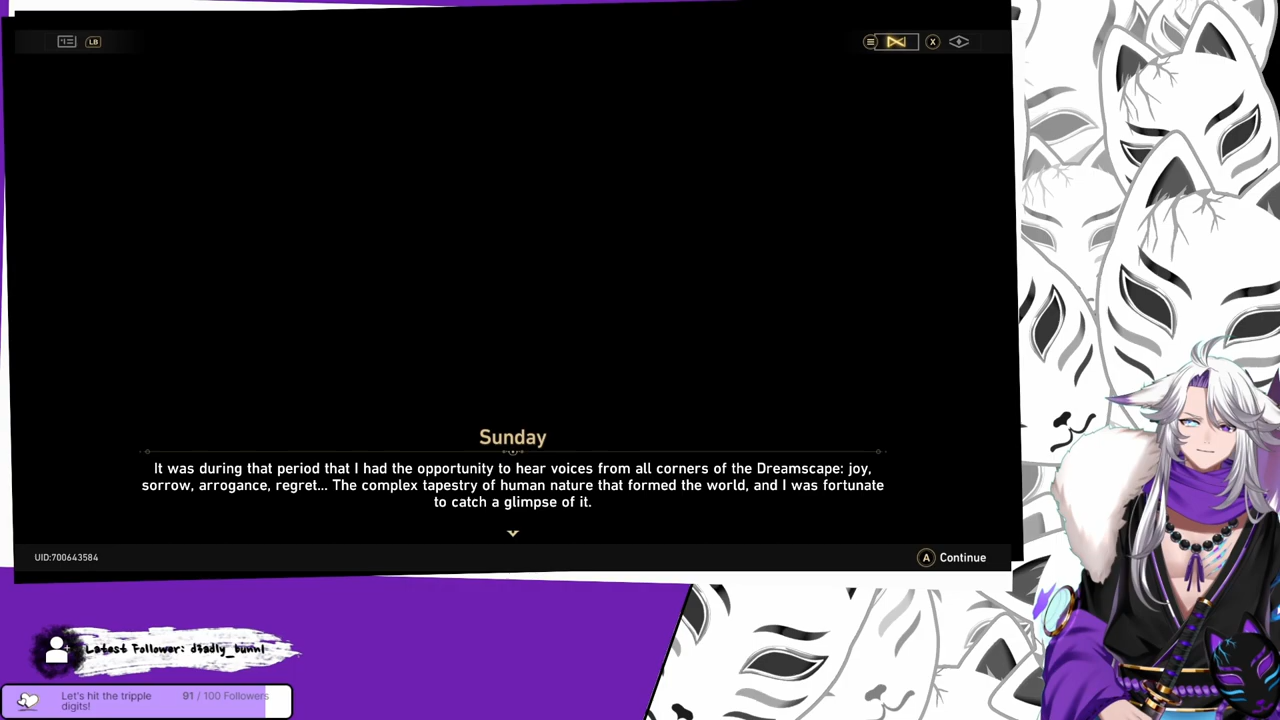 LB
X
Sunday
It was during that period that I had the opportunity to hear voices from all corners of the Dreamscape: joy,
sorrow, arrogance, regret... The complex tapestry of human nature that formed the world, and I was fortunate
to catch a glimpse of it.
UID:700643584
A Continue
Latest Follower: deadly_bunni
Let's hit the tripple
digits!
91 / 100 Followers